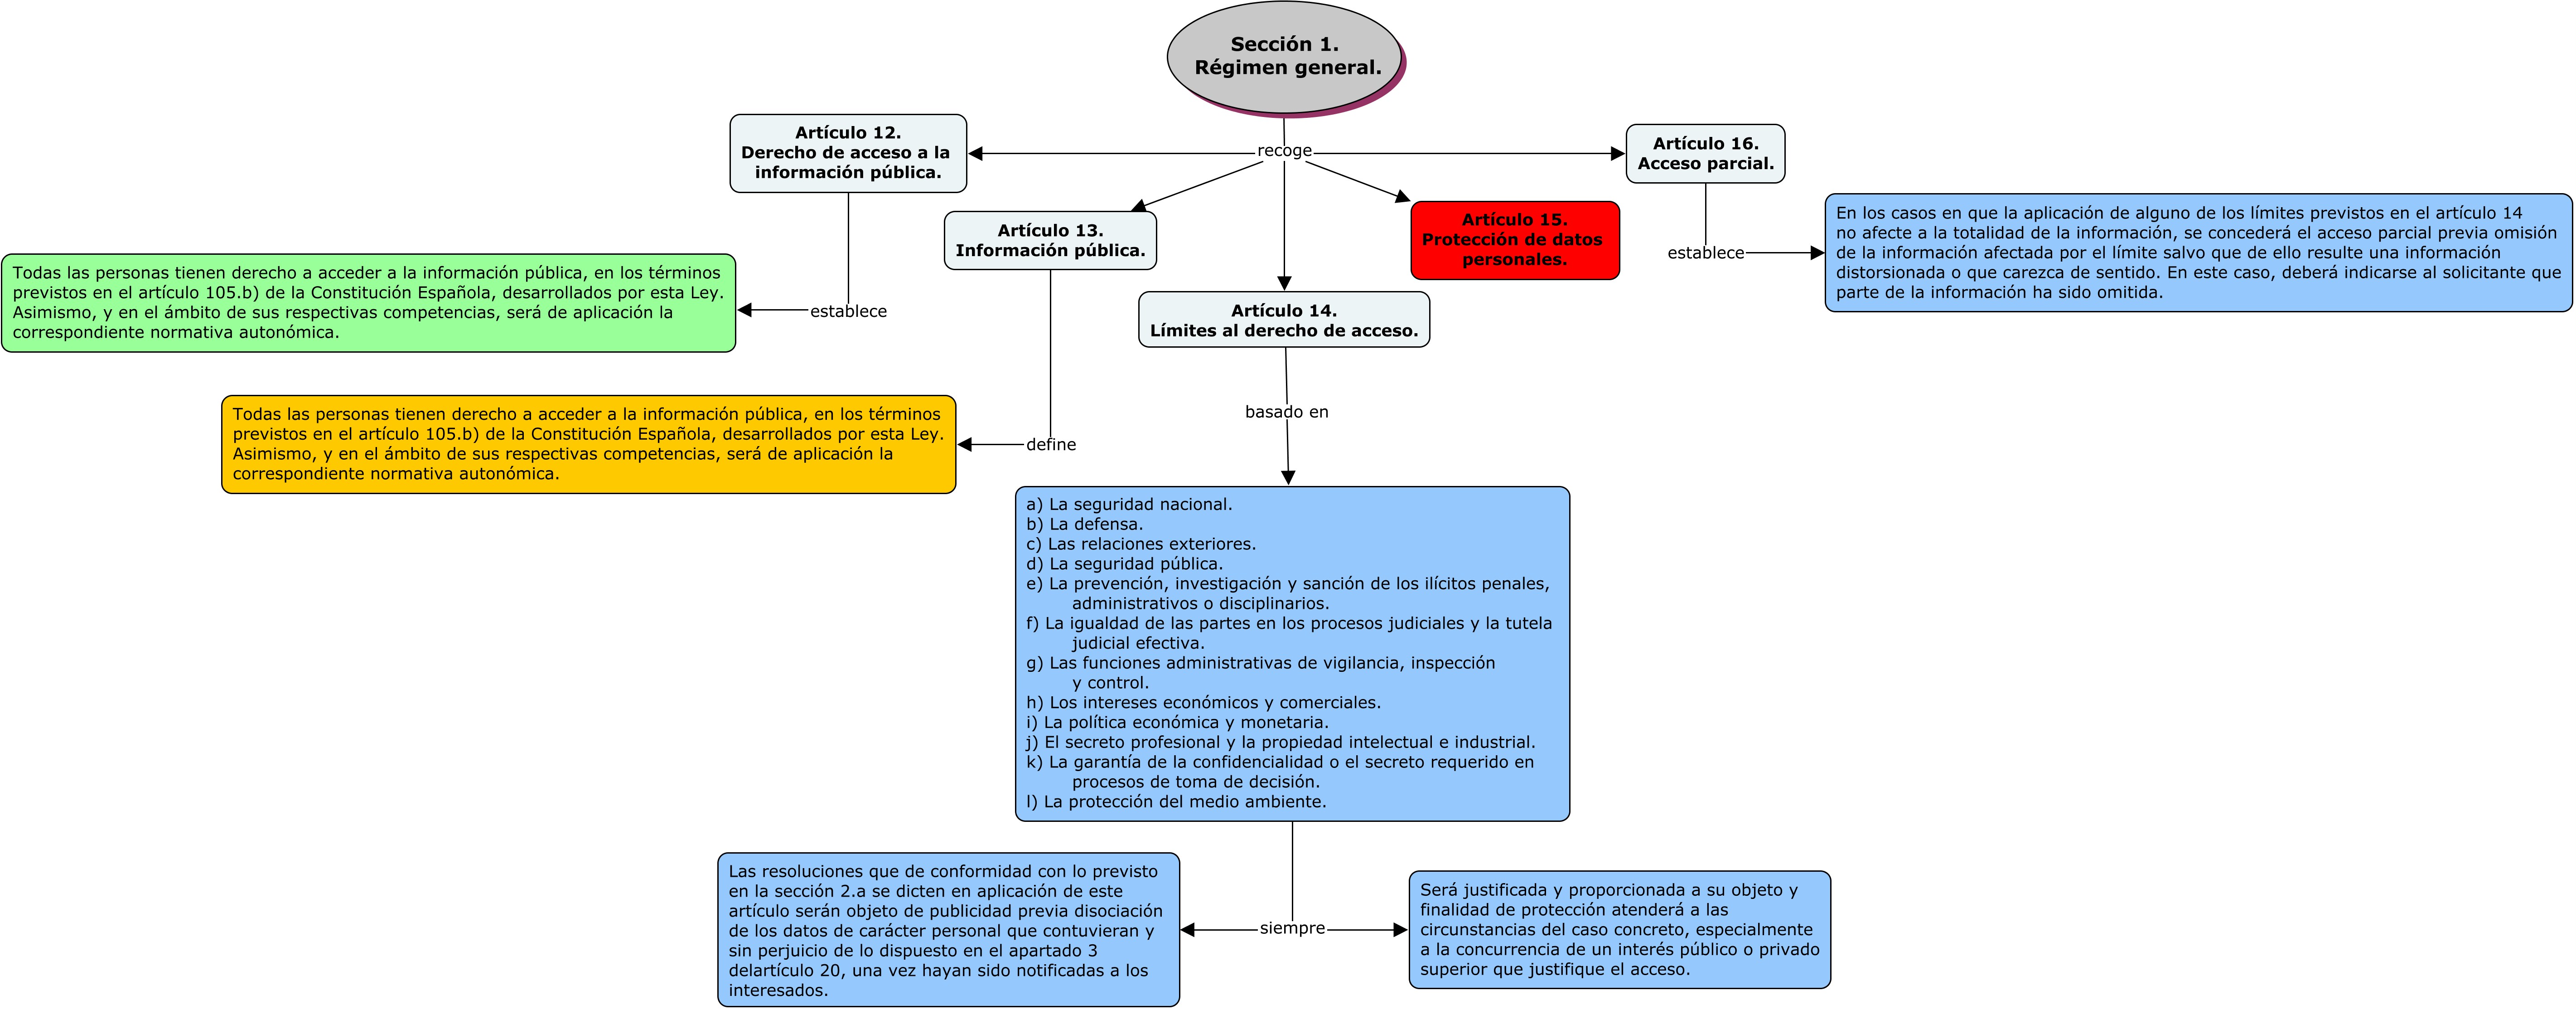 Sección 1.
Régimen general.
recoge
Artículo 12.
Derecho de acceso a la
información pública.
establece
Todas las personas tienen derecho a acceder a la información pública, en los términos
previstos en el artículo 105.b) de la Constitución Española, desarrollados por esta Ley.
Asimismo, y en el ámbito de sus respectivas competencias, será de aplicación la
correspondiente normativa autonómica.
Artículo 13.
Información pública.
define
Todas las personas tienen derecho a acceder a la información pública, en los términos
previstos en el artículo 105.b) de la Constitución Española, desarrollados por esta Ley.
Asimismo, y en el ámbito de sus respectivas competencias, será de aplicación la
correspondiente normativa autonómica.
Artículo 14.
Límites al derecho de acceso.
basado en
a) La seguridad nacional.
b) La defensa.
c) Las relaciones exteriores.
d) La seguridad pública.
e) La prevención, investigación y sanción de los ilícitos penales,
administrativos o disciplinarios.
f) La igualdad de las partes en los procesos judiciales y la tutela
judicial efectiva.
g) Las funciones administrativas de vigilancia, inspección
y control.
h) Los intereses económicos y comerciales.
i) La política económica y monetaria.
j) El secreto profesional y la propiedad intelectual e industrial.
k) La garantía de la confidencialidad o el secreto requerido en
procesos de toma de decisión.
l) La protección del medio ambiente.
siempre
Las resoluciones que de conformidad con lo previsto
en la sección 2.a se dicten en aplicación de este
artículo serán objeto de publicidad previa disociación
de los datos de carácter personal que contuvieran y
sin perjuicio de lo dispuesto en el apartado 3
delartículo 20, una vez hayan sido notificadas a los
interesados.
Será justificada y proporcionada a su objeto y
finalidad de protección atenderá a las
circunstancias del caso concreto, especialmente
a la concurrencia de un interés público o privado
superior que justifique el acceso.
Artículo 15.
Protección de datos
personales.
Artículo 16.
Acceso parcial.
establece
En los casos en que la aplicación de alguno de los límites previstos en el artículo 14
no afecte a la totalidad de la información, se concederá el acceso parcial previa omisión
de la información afectada por el límite salvo que de ello resulte una información
distorsionada o que carezca de sentido. En este caso, deberá indicarse al solicitante que
parte de la información ha sido omitida.